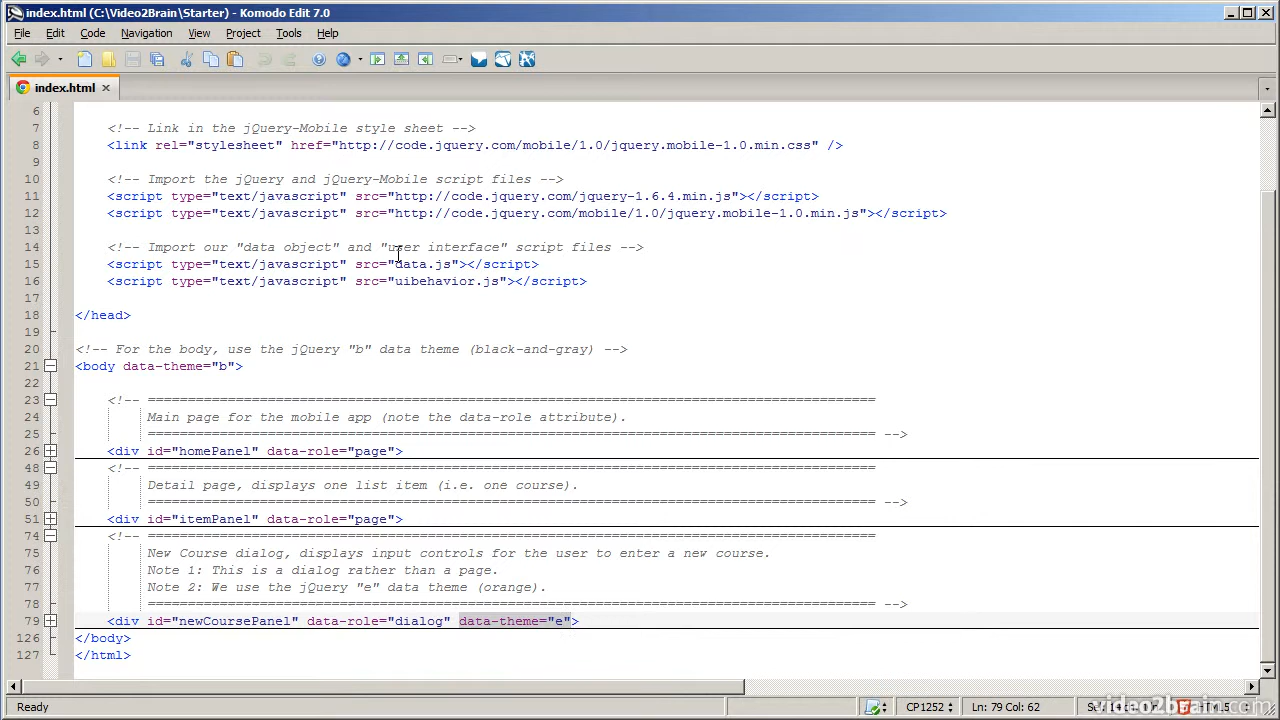 index.html (C:\Video2Brain\Starter) - Komodo Edit 7.0
File Edit Code Navigation View Project Tools Help
index.html
6
7 <!-- Link in the jQuery-Mobile style sheet -->
8 <link rel="stylesheet" href="http://code.jquery.com/mobile/1.0/jquery.mobile-1.0.min.css" />
9
10 <!-- Import the jQuery and jQuery-Mobile script files -->
11 <script type="text/javascript" src="http://code.jquery.com/jquery-1.6.4.min.js"></script>
12 <script type="text/javascript" src="http://code.jquery.com/mobile/1.0/jquery.mobile-1.0.min.js"></script>
13
14 <!-- Import our "data object" and "user interface" script files -->
15 <script type="text/javascript" src="data.js"></script>
16 <script type="text/javascript" src="uibehavior.js"></script>
17
18 </head>
19
20 <!-- For the body, use the jQuery "b" data theme (black-and-gray) -->
21 <body data-theme="b">
22
23 <!-- ===========================================================================================
24 Main page for the mobile app (note the data-role attribute).
25 =========================================================================================== -->
26 <div id="homePanel" data-role="page">
48 <!-- ===========================================================================================
49 Detail page, displays one list item (i.e. one course).
50 =========================================================================================== -->
51 <div id="itemPanel" data-role="page">
74 <!-- ===========================================================================================
75 New Course dialog, displays input controls for the user to enter a new course.
76 Note 1: This is a dialog rather than a page.
77 Note 2: We use the jQuery "e" data theme (orange).
78 =========================================================================================== -->
79 <div id="newCoursePanel" data-role="dialog" data-theme="e">
126 </body>
127 </html>
Ready CP1252 Ln: 79 Col: 62
video2brain.com